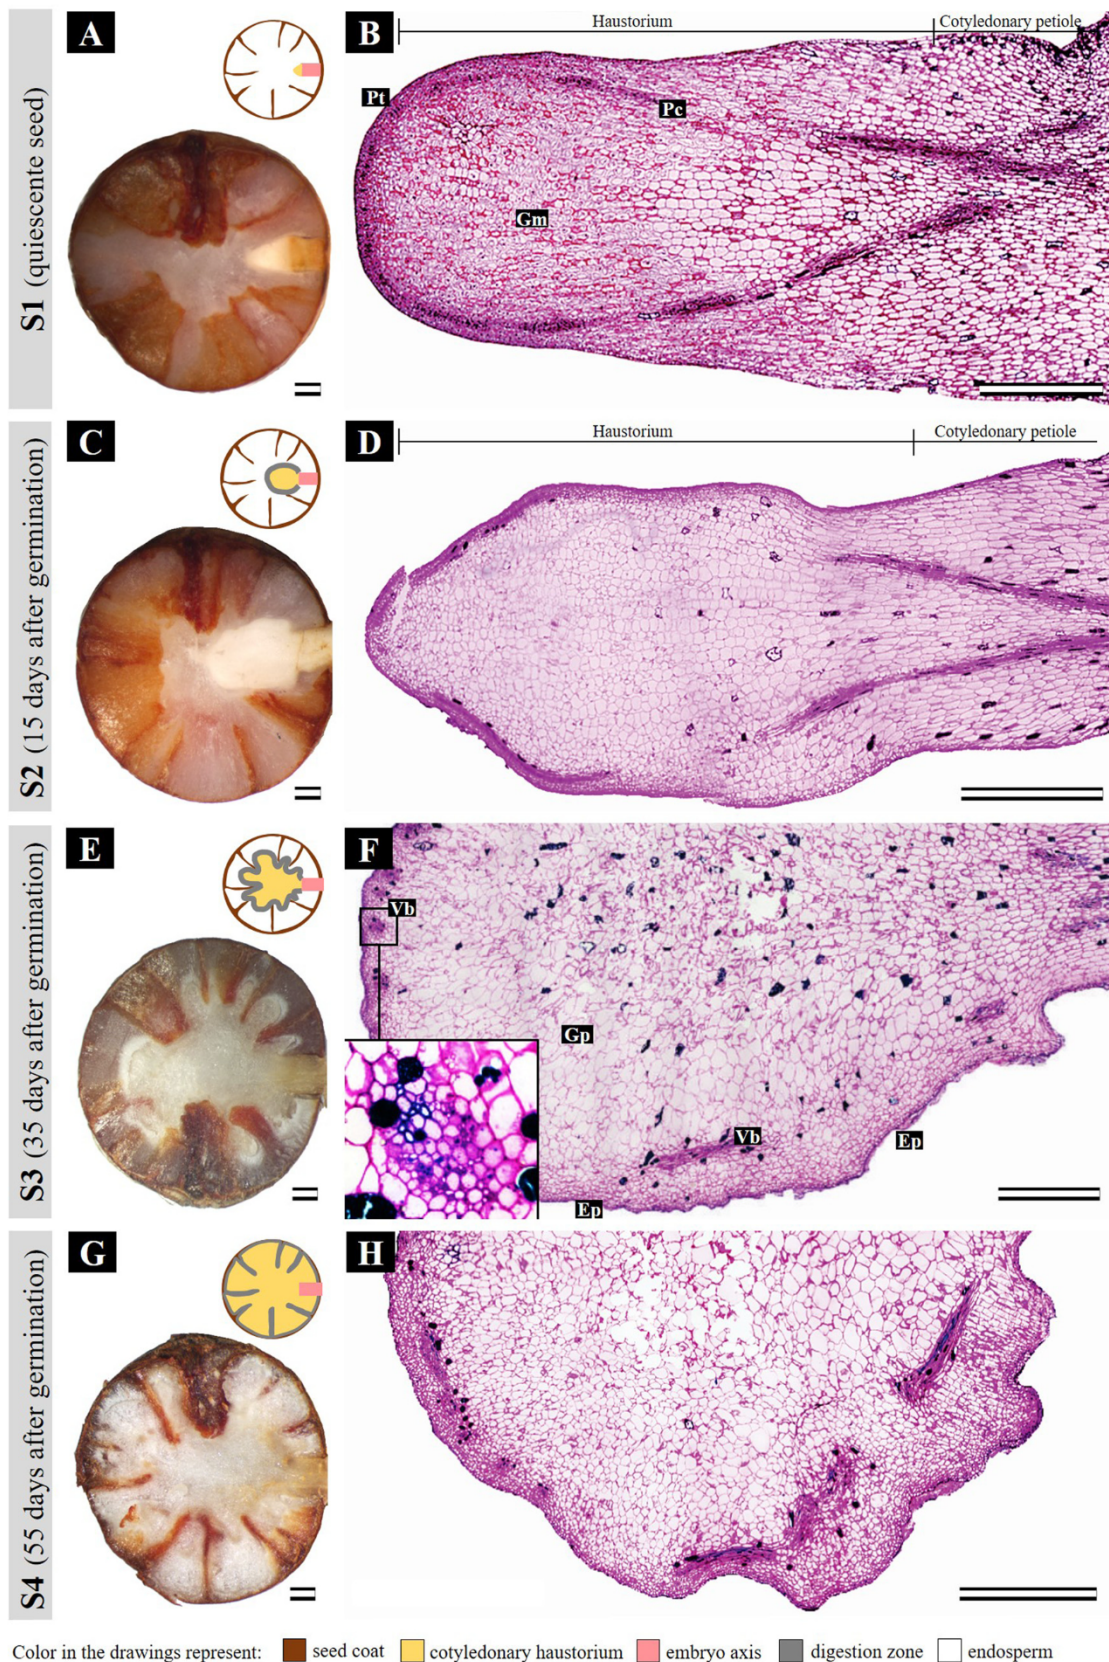 S1 (quiescente seed)
A
B
Haustorium
Cotyledonary petiole
Pt
Pc
Gm
S2 (15 days after germination)
C
D
Haustorium
Cotyledonary petiole
S3 (35 days after germination)
E
F
Vb
Gp
Vb
Ep
Ep
S4 (55 days after germination)
G
H
Color in the drawings represent: seed coat cotyledonary haustorium embryo axis digestion zone endosperm